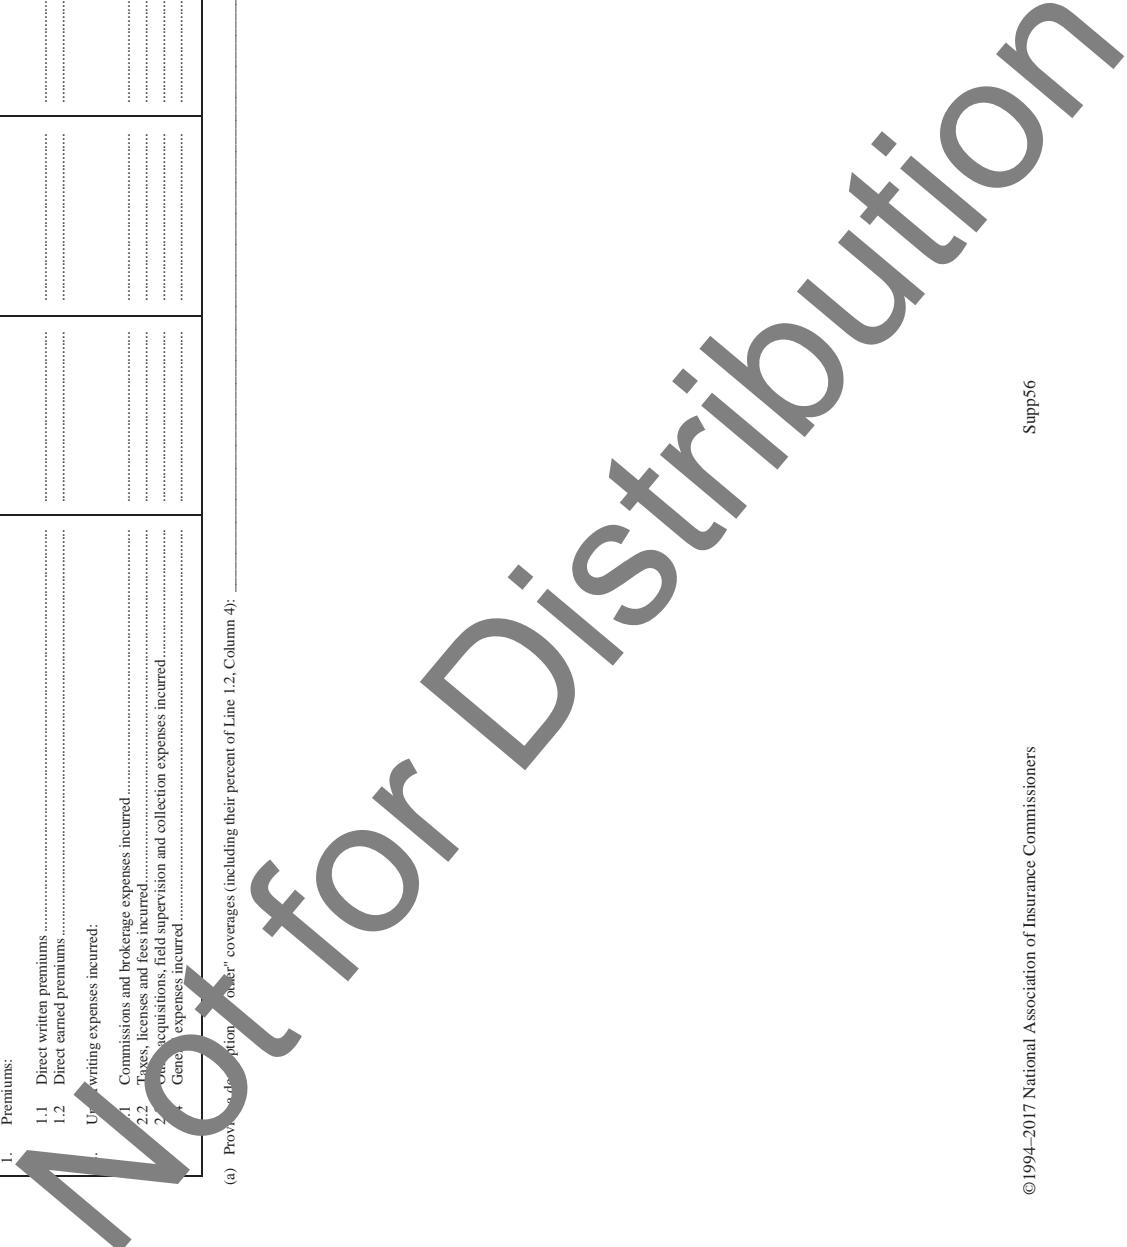 1. Premiums:
1.1 Direct written premiums
1.2 Direct earned premiums
writing expenses incurred:
Commissions and brokerage expenses incurred
2.2 Taxes, licenses and fees incurred
acquisitions, field supervision and collection expenses incurred
expenses incurred
(a) coverages (including their percent of Line 1.2, Column 4):
©1994–2017 National Association of Insurance Commissioners
Supp56
Not for Distribution